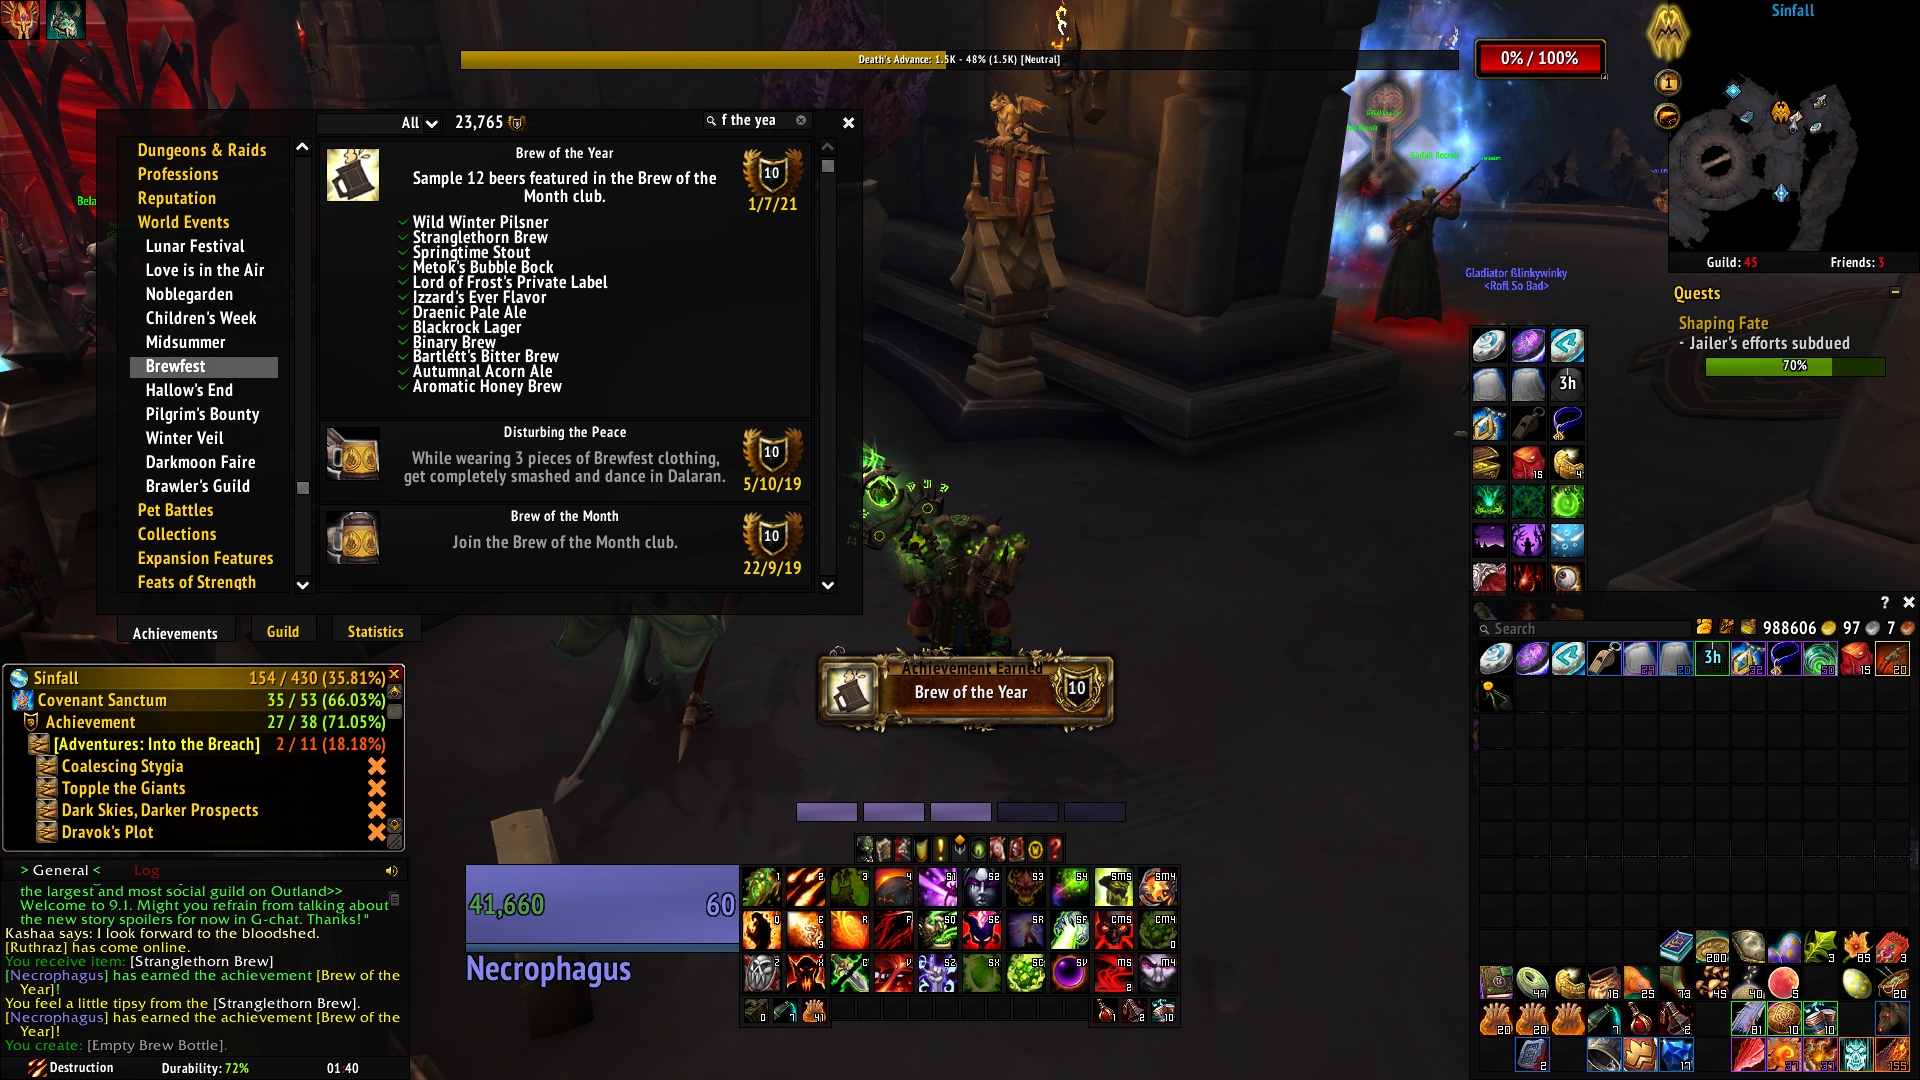 Death's Advance: 1.5K - 48% (1.5K) [Neutral]
0% / 100%
Sinfall
All
23,765
f the yea
Dungeons & Raids
Professions
Reputation
World Events
Lunar Festival
Love is in the Air
Noblegarden
Children's Week
Midsummer
Brewfest
Hallow's End
Pilgrim's Bounty
Winter Veil
Darkmoon Faire
Brawler's Guild
Pet Battles
Collections
Expansion Features
Feats of Strength
Brew of the Year
Sample 12 beers featured in the Brew of the
Month club.
10
1/7/21
Wild Winter Pilsner
Stranglethorn Brew
Springtime Stout
Metok's Bubble Bock
Lord of Frost's Private Label
Izzard's Ever Flavor
Draenic Pale Ale
Blackrock Lager
Binary Brew
Bartlett's Bitter Brew
Autumnal Acorn Ale
Aromatic Honey Brew
Disturbing the Peace
While wearing 3 pieces of Brewfest clothing,
get completely smashed and dance in Dalaran.
10
5/10/19
Brew of the Month
Join the Brew of the Month club.
10
22/9/19
Achievements
Guild
Statistics
Bela
Gladiator ßlinkywinky
<Rofl So Bad>
Guild: 45
Friends: 3
Quests
Shaping Fate
- Jailer's efforts subdued
70%
3h
15
4
Search
988606 97 7
3h
Sinfall 154 / 430 (35.81%)
Covenant Sanctum 35 / 53 (66.03%)
Achievement 27 / 38 (71.05%)
[Adventures: Into the Breach] 2 / 11 (18.18%)
Coalescing Stygia
Topple the Giants
Dark Skies, Darker Prospects
Dravok's Plot
Achievement Earned
Brew of the Year
10
> General <
Log
the largest and most social guild on Outland>>
Welcome to 9.1. Might you refrain from talking about
the new story spoilers for now in G-chat. Thanks!"
Kashaa says: I look forward to the bloodshed.
[Ruthraz] has come online.
You receive item: [Stranglethorn Brew]
[Necrophagus] has earned the achievement [Brew of the
Year]!
You feel a little tipsy from the [Stranglethorn Brew].
[Necrophagus] has earned the achievement [Brew of the
Year]!
You create: [Empty Brew Bottle].
Destruction
Durability: 72%
01:40
41,660
60
Necrophagus